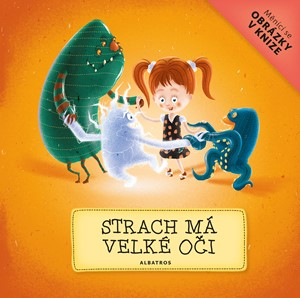 Měnící se
OBRÁZKY
V KNIZE
STRACH MÁ
VELKÉ OČI
ALBATROS